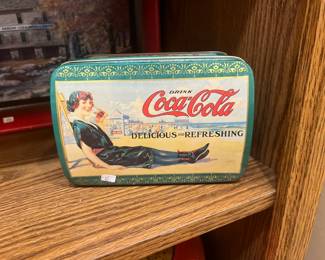 DRINK
Coca-Cola
DELICIOUS AND REFRESHING